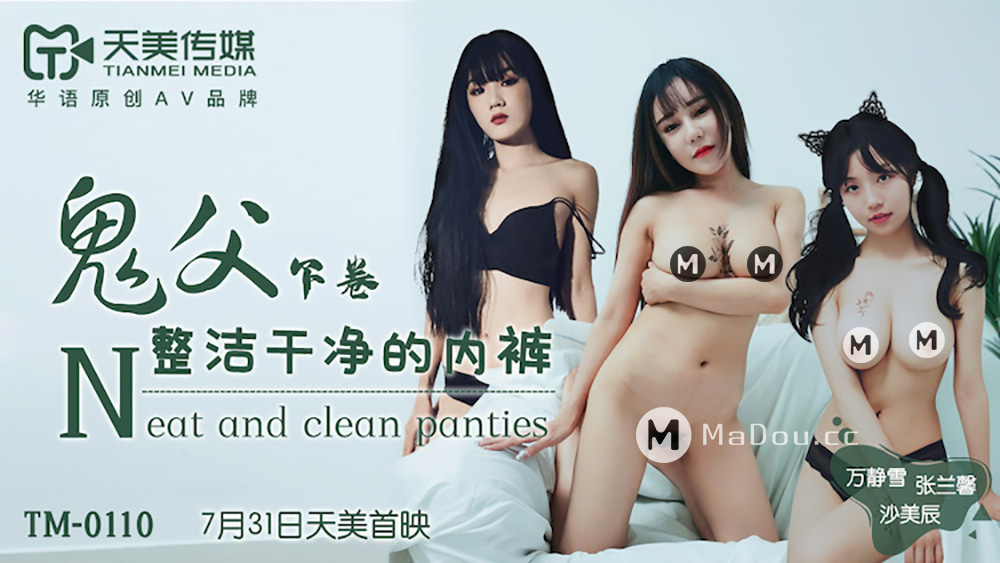 天美传媒
TIANMEI MEDIA
华语原创AV品牌
鬼父下卷
整洁干净的内裤
Neat and clean panties
TM-0110
7月31日天美首映
M
M
M
M
M MaDou.cc
万静雪 张兰馨
沙美辰